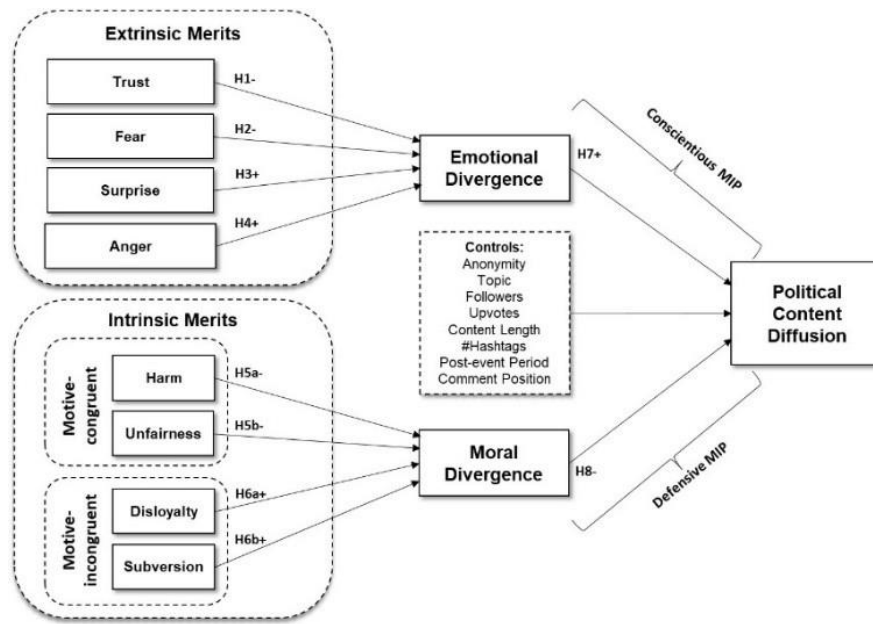 Extrinsic Merits
Trust
Fear
Surprise
Anger
H1-
H2-
H3+
H4+
Emotional
Divergence
H7+
Conscientious MIP
Controls:
Anonymity
Topic
Followers
Upvotes
Content Length
#Hashtags
Post-event Period
Comment Position
Political
Content
Diffusion
Intrinsic Merits
Motive-
congruent
Harm
Unfairness
H5a-
H5b-
Motive-
incongruent
Disloyalty
Subversion
H6a+
H6b+
Moral
Divergence
H8-
Defensive MIP